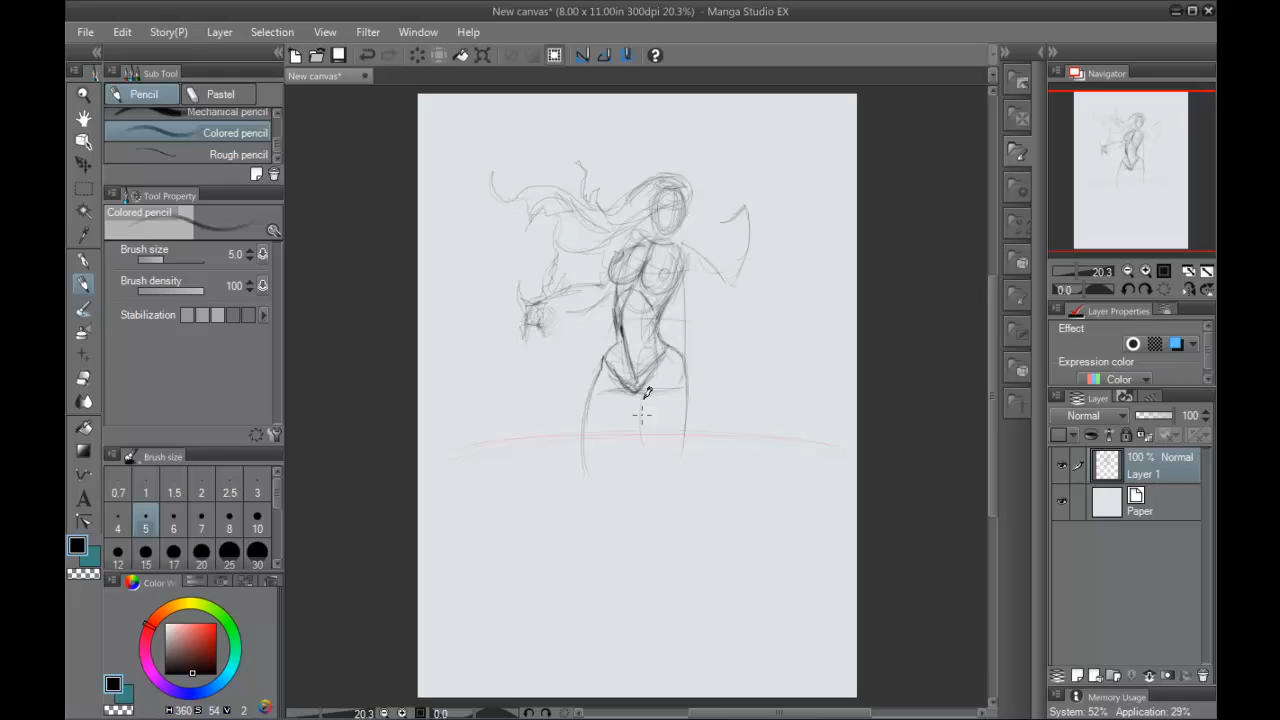 New canvas* (8.00 x 11.00in 300dpi 20.3%) - Manga Studio EX
File Edit Story(P) Layer Selection View Filter Window Help
Sub Tool
New canvas*
Navigator
Pencil Pastel
Mechanical pencil
Colored pencil
Rough pencil
Tool Property
Colored pencil
Brush size 5.0
Brush density 100
Stabilization
20.3
0.0
Layer Properties
Effect
Expression color
Color
Layer
Normal 100
100 % Normal
Layer 1
Paper
Brush size
0.7 1 1.5 2 2.5 3
4 5 6 7 8 10
12 15 17 20 25 30
Color W
H 360 S 54 V 2
20.3 0.0
Memory Usage
System: 52% Application: 29%